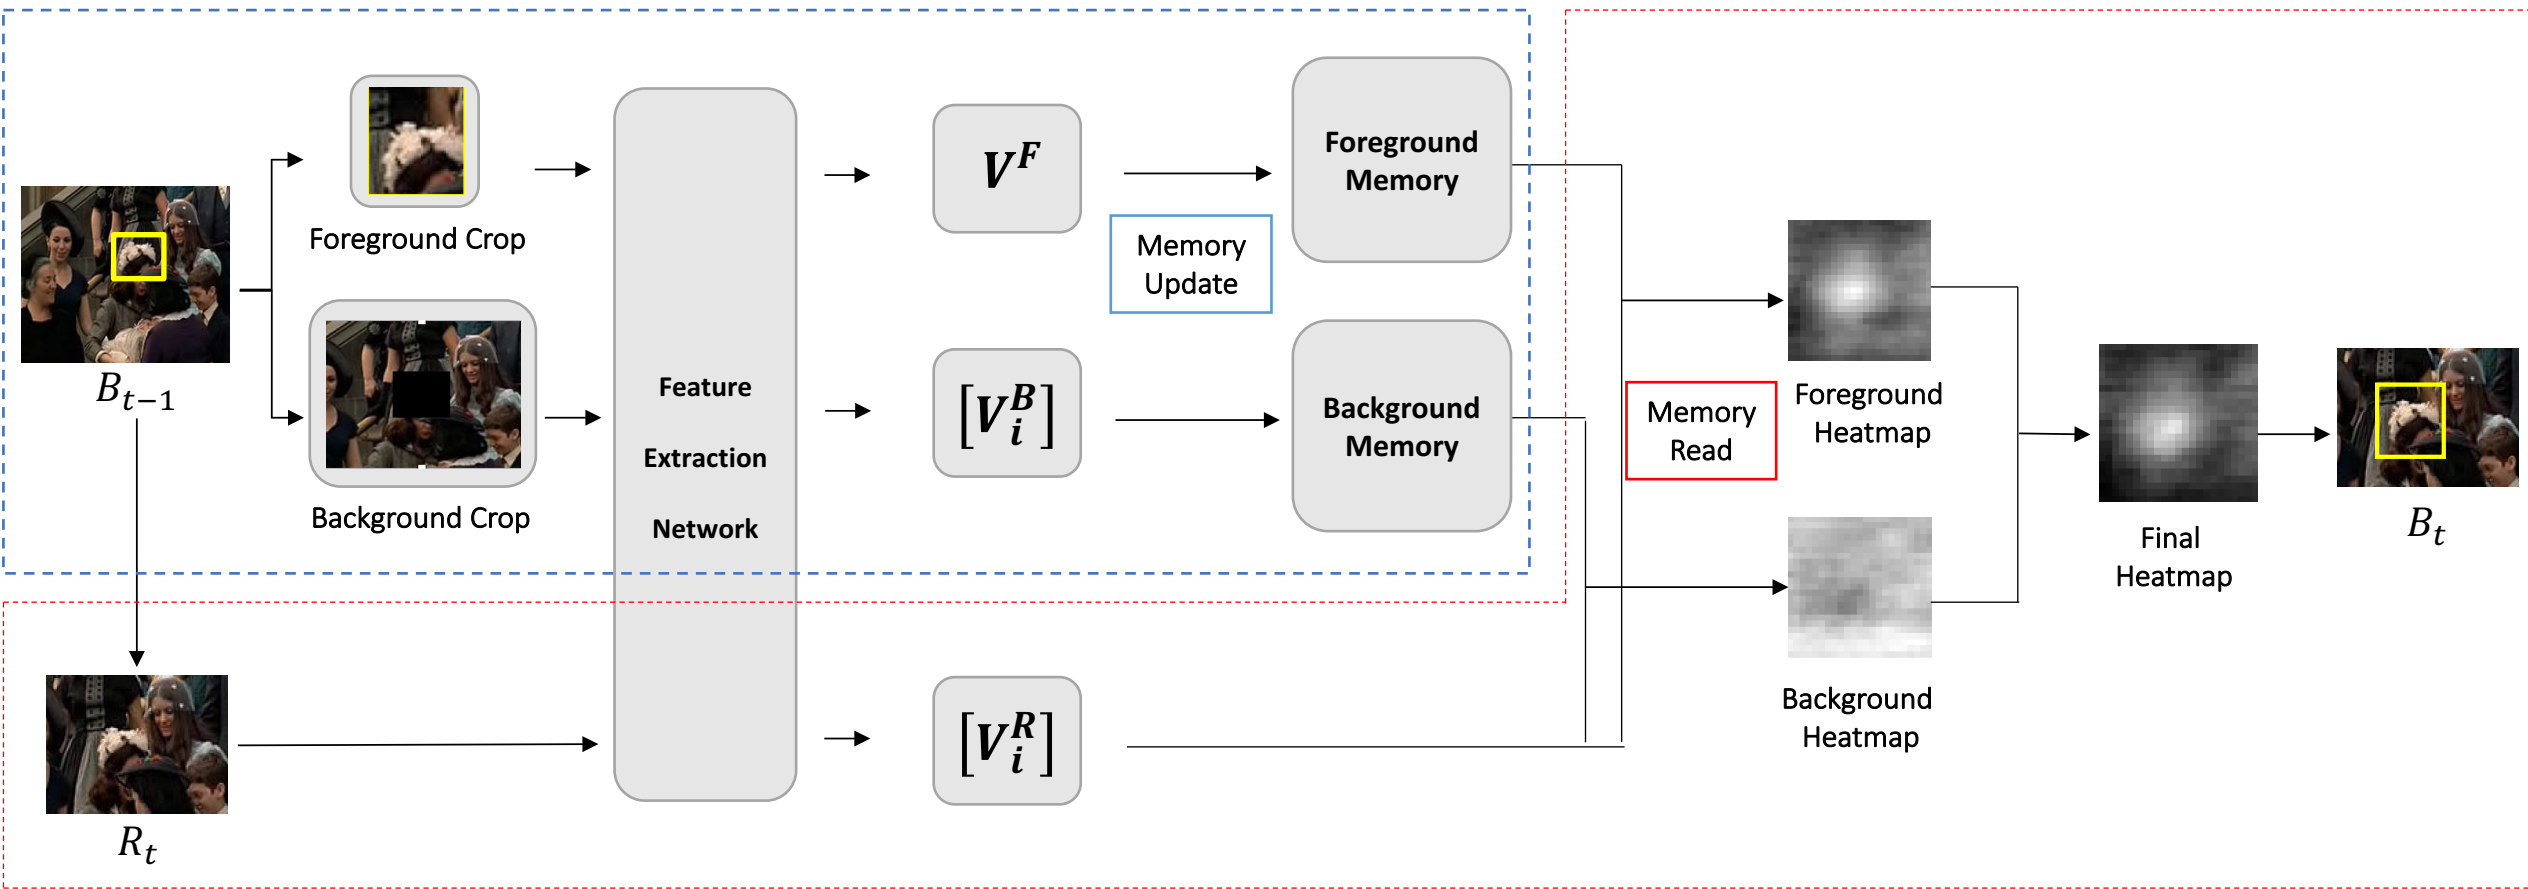 Foreground Crop
Background Crop
B_{t-1}
R_t
Feature
Extraction
Network
V^F
[V_i^B]
[V_i^R]
Memory
Update
Foreground
Memory
Background
Memory
Memory
Read
Foreground
Heatmap
Background
Heatmap
Final
Heatmap
B_t